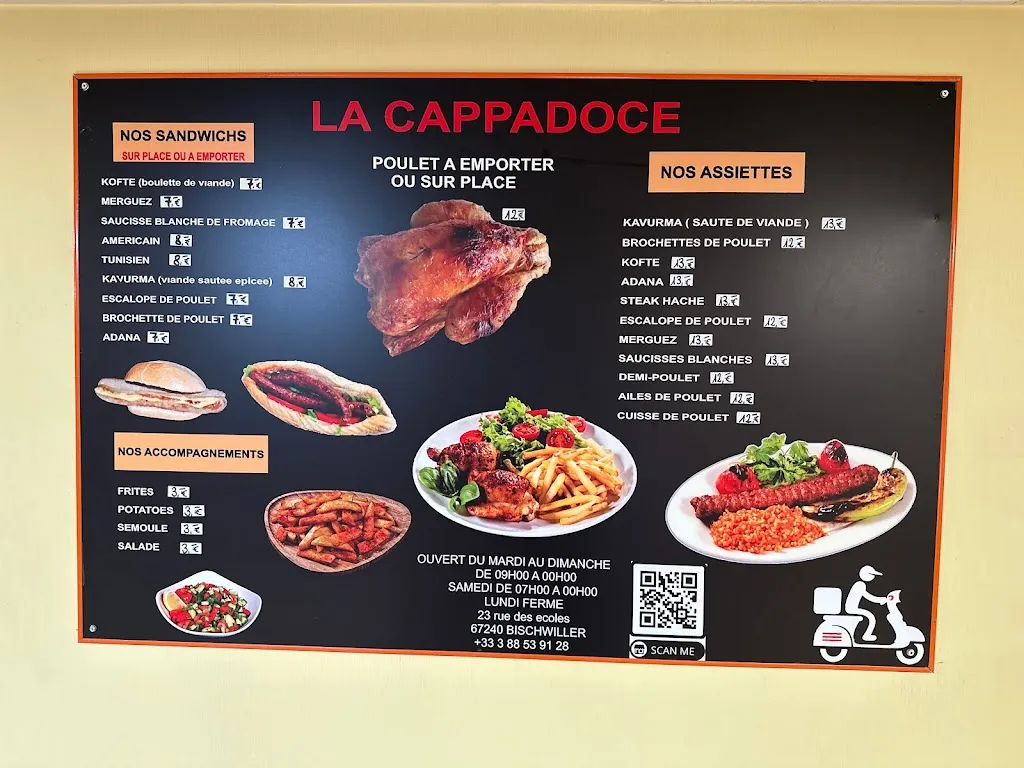 LA CAPPADOCE
NOS SANDWICHS
SUR PLACE OU A EMPORTER
KOFTE (boulette de viande) 7.€
MERGUEZ 7.€
SAUCISSE BLANCHE DE FROMAGE 7.€
AMERICAIN 8.€
TUNISIEN 8.€
KAVURMA (viande sautee epicee) 8.€
ESCALOPE DE POULET 7.€
BROCHETTE DE POULET 7.€
ADANA 7.€
NOS ACCOMPAGNEMENTS
FRITES 3.€
POTATOES 3.€
SEMOULE 3.€
SALADE 3.€
POULET A EMPORTER
OU SUR PLACE
12.€
NOS ASSIETTES
KAVURMA ( SAUTE DE VIANDE ) 13.€
BROCHETTES DE POULET 12.€
KOFTE 13.€
ADANA 13.€
STEAK HACHE 13.€
ESCALOPE DE POULET 12.€
MERGUEZ 13.€
SAUCISSES BLANCHES 13.€
DEMI-POULET 12.€
AILES DE POULET 12.€
CUISSE DE POULET 12.€
OUVERT DU MARDI AU DIMANCHE
DE 09H00 A 00H00
SAMEDI DE 07H00 A 00H00
LUNDI FERME
23 rue des ecoles
67240 BISCHWILLER
+33 3 88 53 91 28
SCAN ME